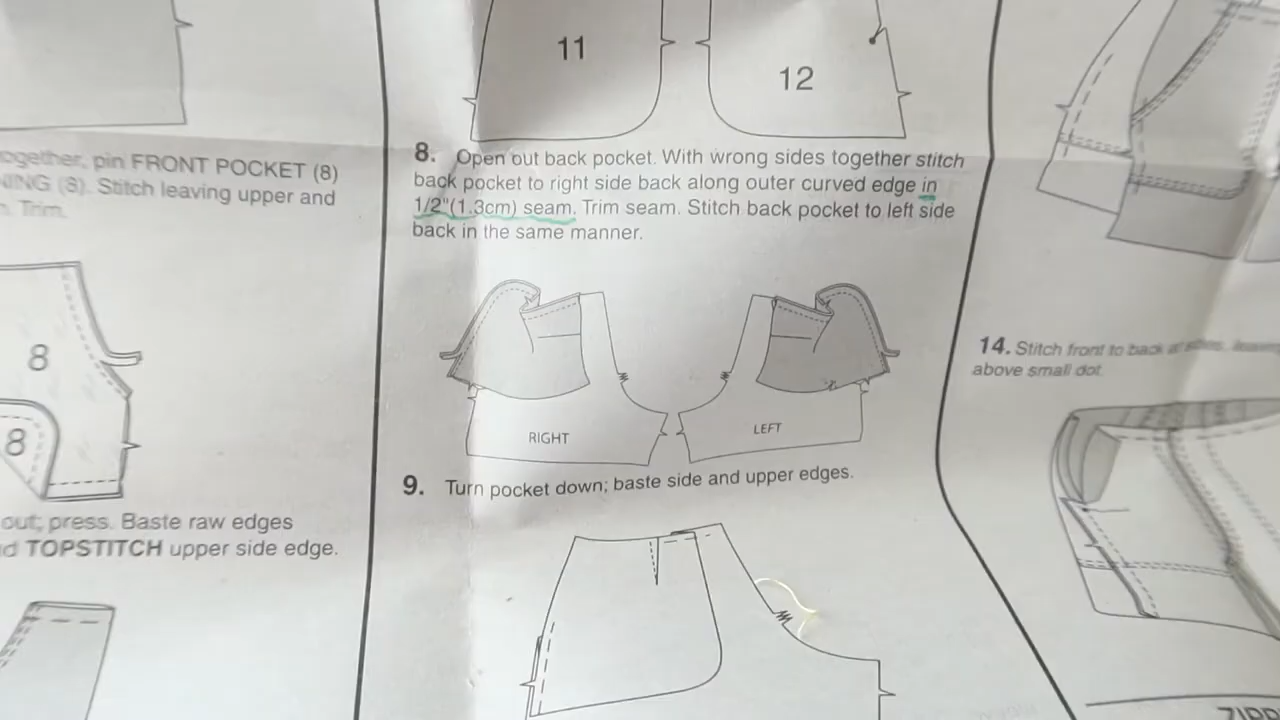 11
12
together, pin FRONT POCKET (8)
(8). Stitch leaving upper and
Trim.
8
8
out; press. Baste raw edges
TOPSTITCH upper side edge.
8. Open out back pocket. With wrong sides together stitch
back pocket to right side back along outer curved edge in
1/2"(1.3cm) seam. Trim seam. Stitch back pocket to left side
back in the same manner.
RIGHT
LEFT
9. Turn pocket down; baste side and upper edges.
14. Stitch front to back at
above small dot.